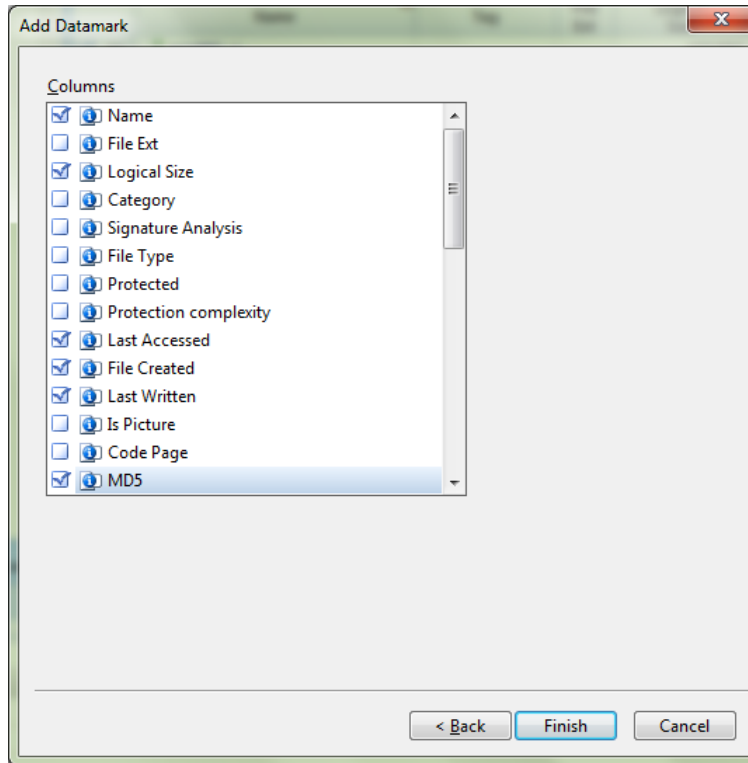 Add Datamark
Columns
Name
File Ext
Logical Size
Category
Signature Analysis
File Type
Protected
Protection complexity
Last Accessed
File Created
Last Written
Is Picture
Code Page
MD5
< Back
Finish
Cancel